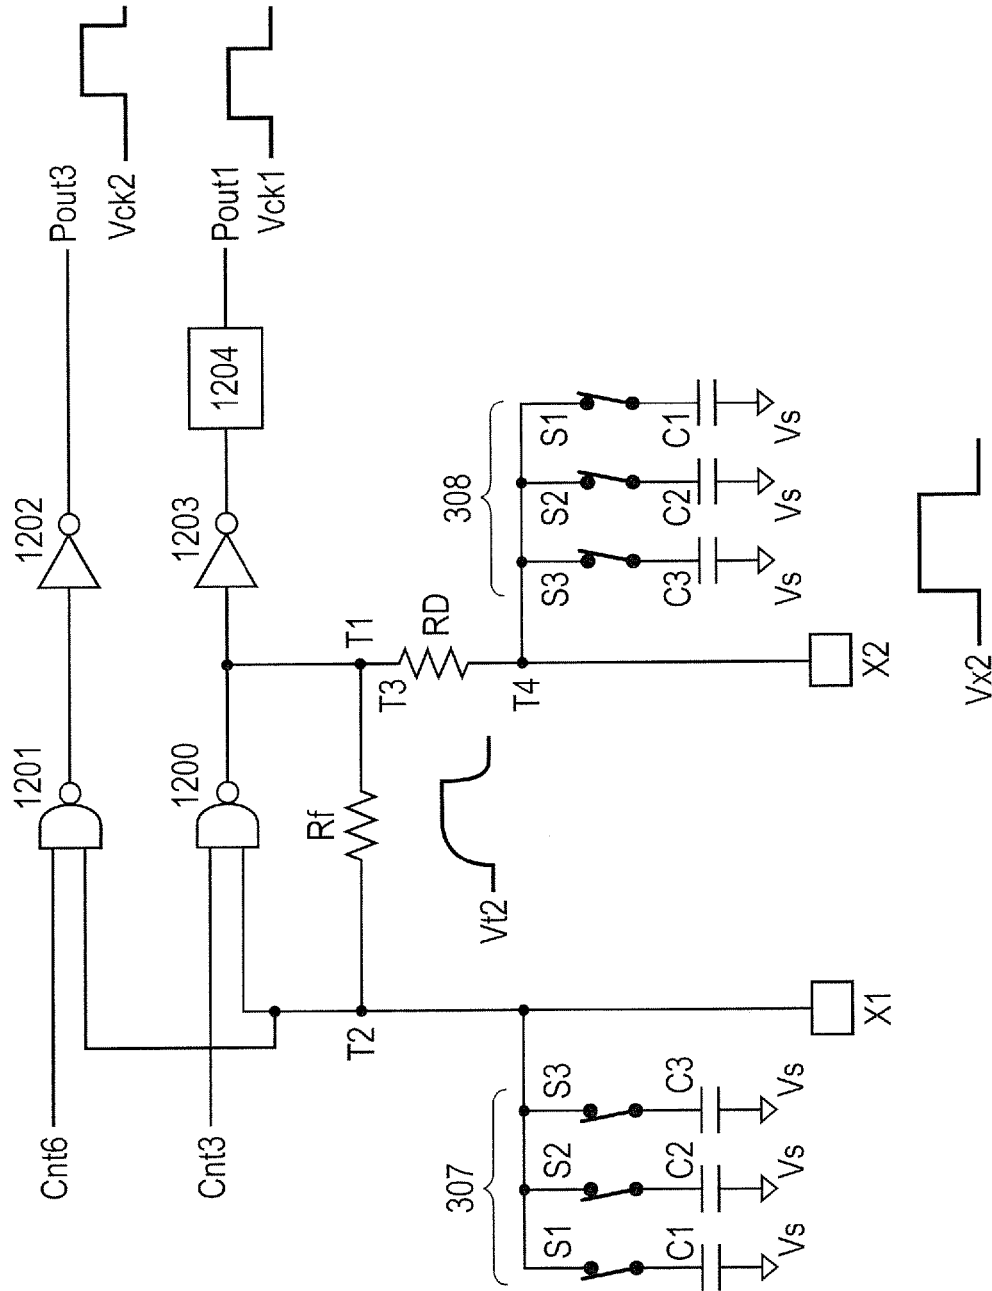 Pout3
Vck2
Pout1
Vck1
1202
1203
1204
1201
1200
Cnt6
Cnt3
T1
T2
T3
T4
Rf
RD
Vt2
308
S3
S2
S1
C3
C2
C1
Vs
Vs
Vs
307
S1
S2
S3
C1
C2
C3
Vs
Vs
Vs
X1
X2
Vx2